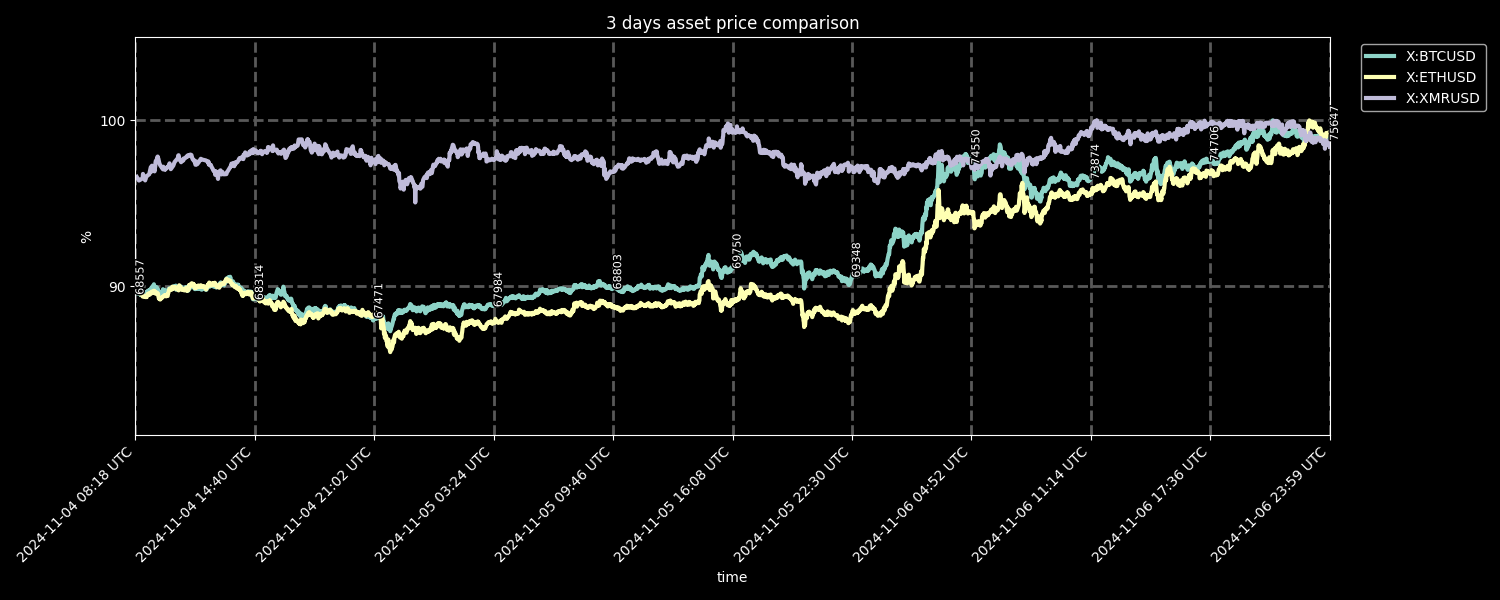 3 days asset price comparison
X:BTCUSD
X:ETHUSD
X:XMRUSD
100
90
%
68557
68314
67471
67984
68803
69750
69348
74550
73874
74706
75647
2024-11-04 08:18 UTC
2024-11-04 14:40 UTC
2024-11-04 21:02 UTC
2024-11-05 03:24 UTC
2024-11-05 09:46 UTC
2024-11-05 16:08 UTC
2024-11-05 22:30 UTC
2024-11-06 04:52 UTC
2024-11-06 11:14 UTC
2024-11-06 17:36 UTC
2024-11-06 23:59 UTC
time